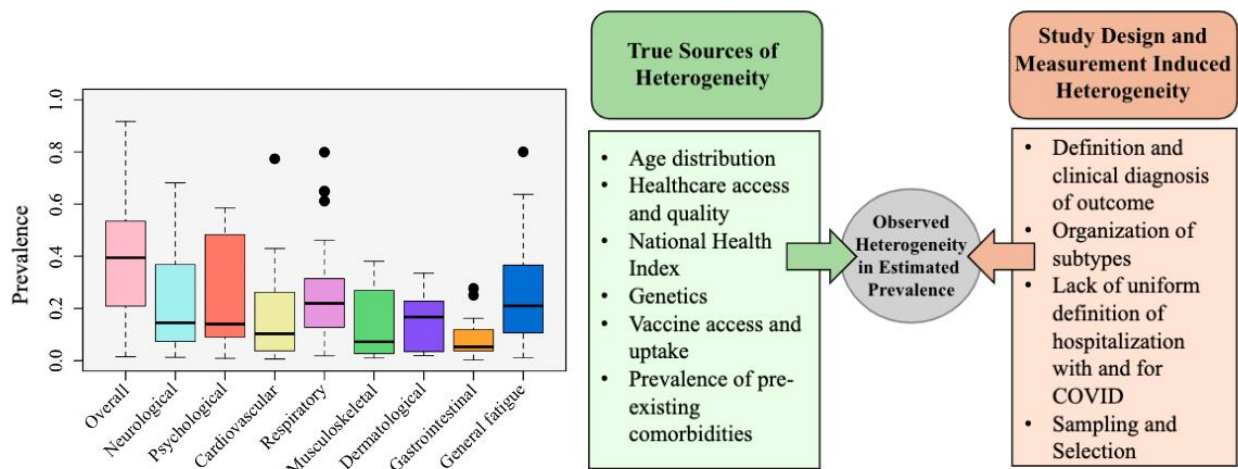 Prevalence
1.0
0.8
0.6
0.4
0.2
0.0
Overall
Neurological
Psychological
Cardiovascular
Respiratory
Musculoskeletal
Dermatological
Gastrointestinal
General fatigue
True Sources of
Heterogeneity
• Age distribution
• Healthcare access
and quality
• National Health
Index
• Genetics
• Vaccine access and
uptake
• Prevalence of pre-
existing
comorbidities
Observed
Heterogeneity
in Estimated
Prevalence
Study Design and
Measurement Induced
Heterogeneity
• Definition and
clinical diagnosis
of outcome
• Organization of
subtypes
• Lack of uniform
definition of
hospitalization
with and for
COVID
• Sampling and
Selection